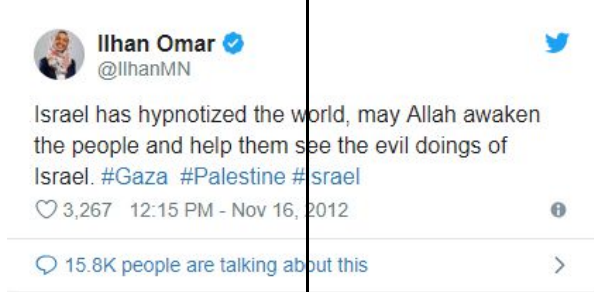 Ilhan Omar
@IlhanMN
Israel has hypnotized the world, may Allah awaken
the people and help them see the evil doings of
Israel. #Gaza #Palestine #Israel
3,267 12:15 PM - Nov 16, 2012
15.8K people are talking about this